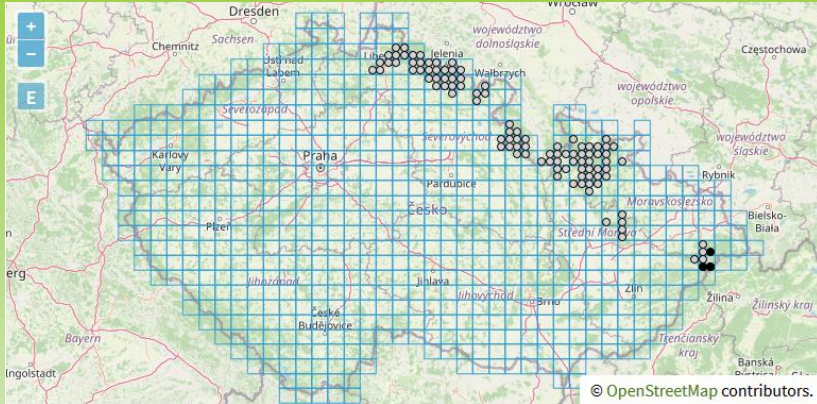 Dresden
Wrocław
+
województwo
dolnośląskie
Chemnitz
Sachsen
Jelenia
Częstochowa
−
Ústí nad
Labem
Wałbrzych
E
województwo
opolskie
Severozápad
Karlovy
Vary
Praha
Severovýchod
województwo
śląskie
Rybnik
Pardubice
Moravskoslezsko
Česko
Bielsko-
Biała
Plzeň
Střední Morava
Jihozápad
Jihlava
Jihovýchod
Brno
Zlín
Žilina
Žilinský kraj
České
Budějovice
Bayern
Trenčiansky
kraj
Ingolstadt
Banská
© OpenStreetMap contributors.